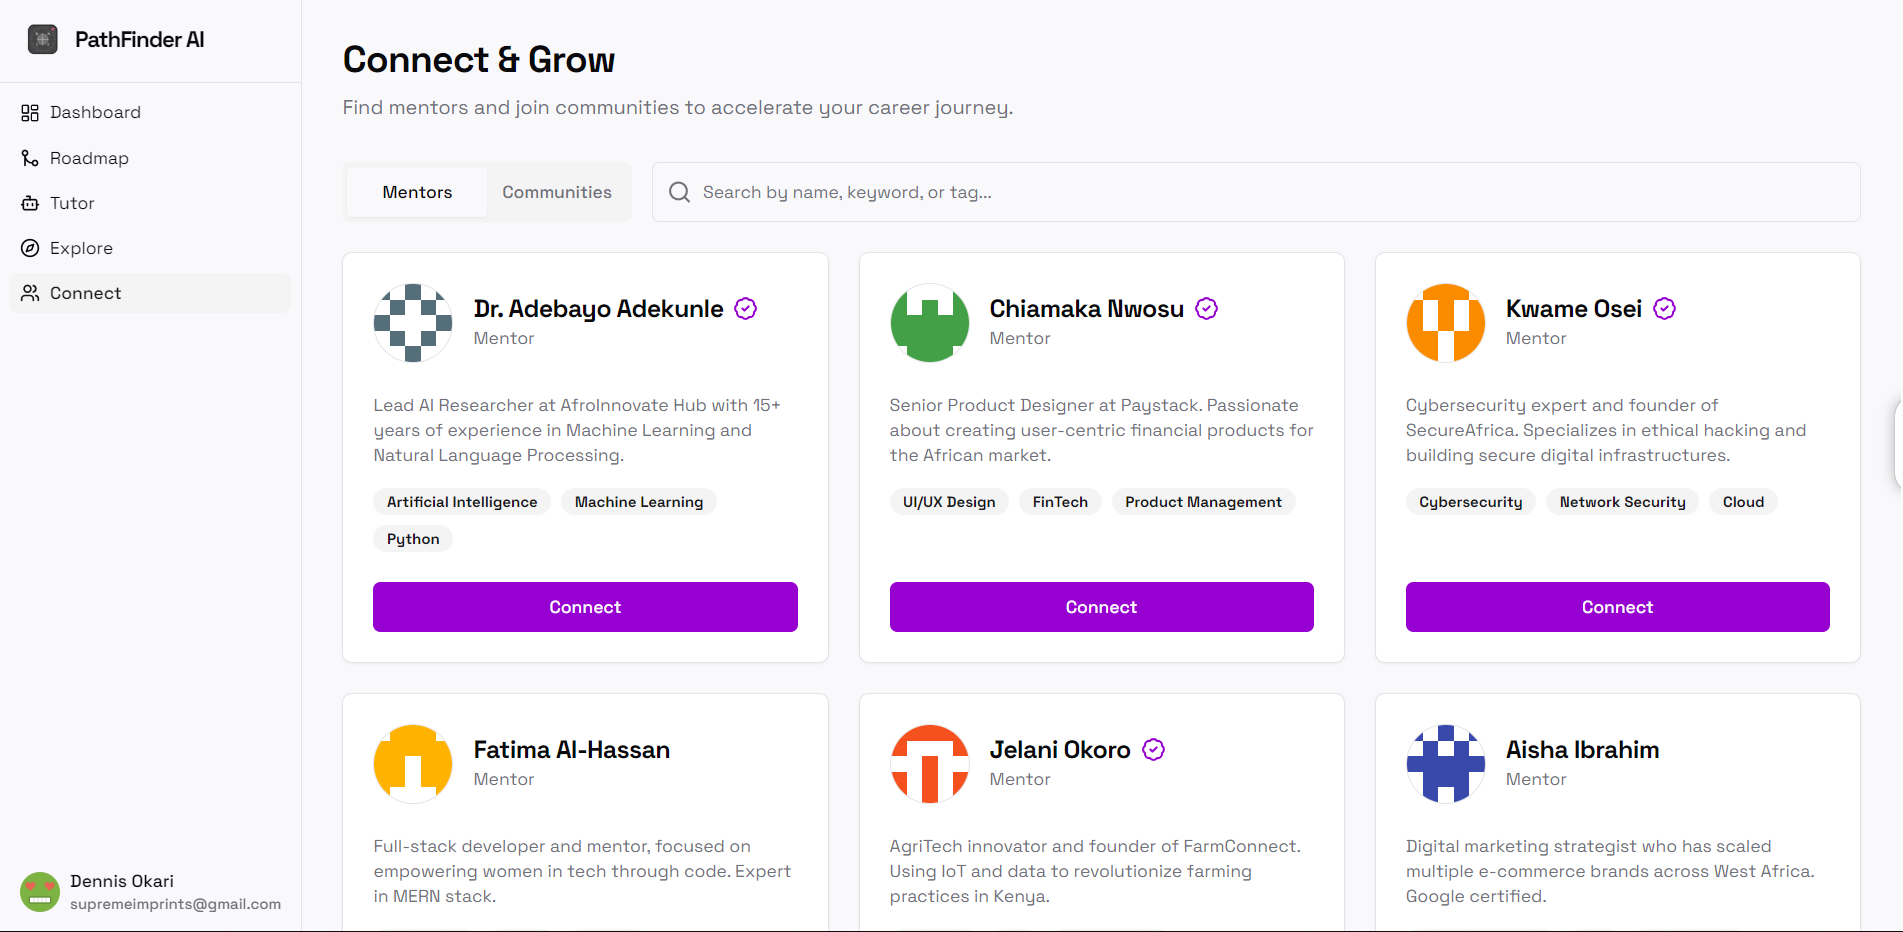 PathFinder AI
Dashboard
Roadmap
Tutor
Explore
Connect
Dennis Okari
supremeimprints@gmail.com
Connect & Grow
Find mentors and join communities to accelerate your career journey.
Mentors
Communities
Search by name, keyword, or tag...
Dr. Adebayo Adekunle
Mentor
Lead AI Researcher at AfroInnovate Hub with 15+
years of experience in Machine Learning and
Natural Language Processing.
Artificial Intelligence
Machine Learning
Python
Connect
Chiamaka Nwosu
Mentor
Senior Product Designer at Paystack. Passionate
about creating user-centric financial products for
the African market.
UI/UX Design
FinTech
Product Management
Connect
Kwame Osei
Mentor
Cybersecurity expert and founder of
SecureAfrica. Specializes in ethical hacking and
building secure digital infrastructures.
Cybersecurity
Network Security
Cloud
Connect
Fatima Al-Hassan
Mentor
Full-stack developer and mentor, focused on
empowering women in tech through code. Expert
in MERN stack.
Jelani Okoro
Mentor
AgriTech innovator and founder of FarmConnect.
Using IoT and data to revolutionize farming
practices in Kenya.
Aisha Ibrahim
Mentor
Digital marketing strategist who has scaled
multiple e-commerce brands across West Africa.
Google certified.